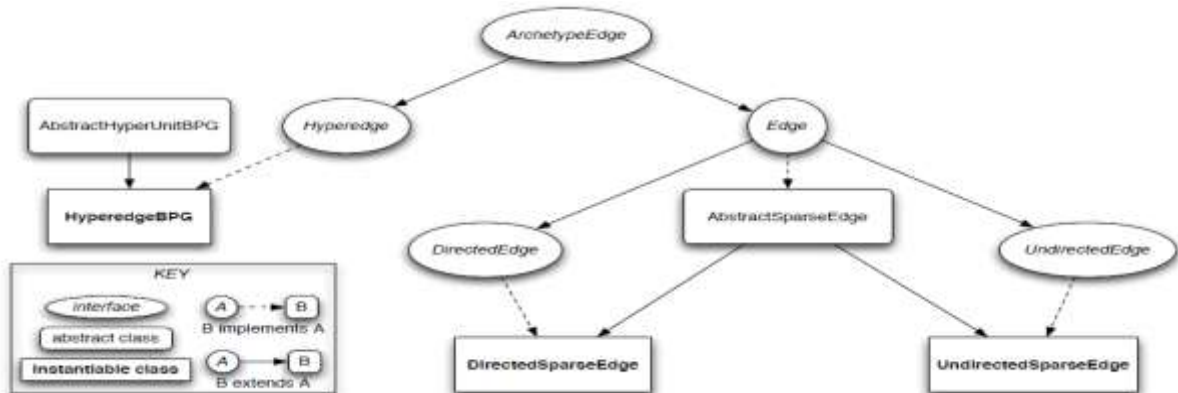 ArchetypeEdge
AbstractHyperUnitBPG
Hyperedge
Edge
HyperedgeBPG
AbstractSparseEdge
DirectedEdge
UndirectedEdge
KEY
interface
A
B
B implements A
abstract class
A
B
instantiable class
B extends A
DirectedSparseEdge
UndirectedSparseEdge